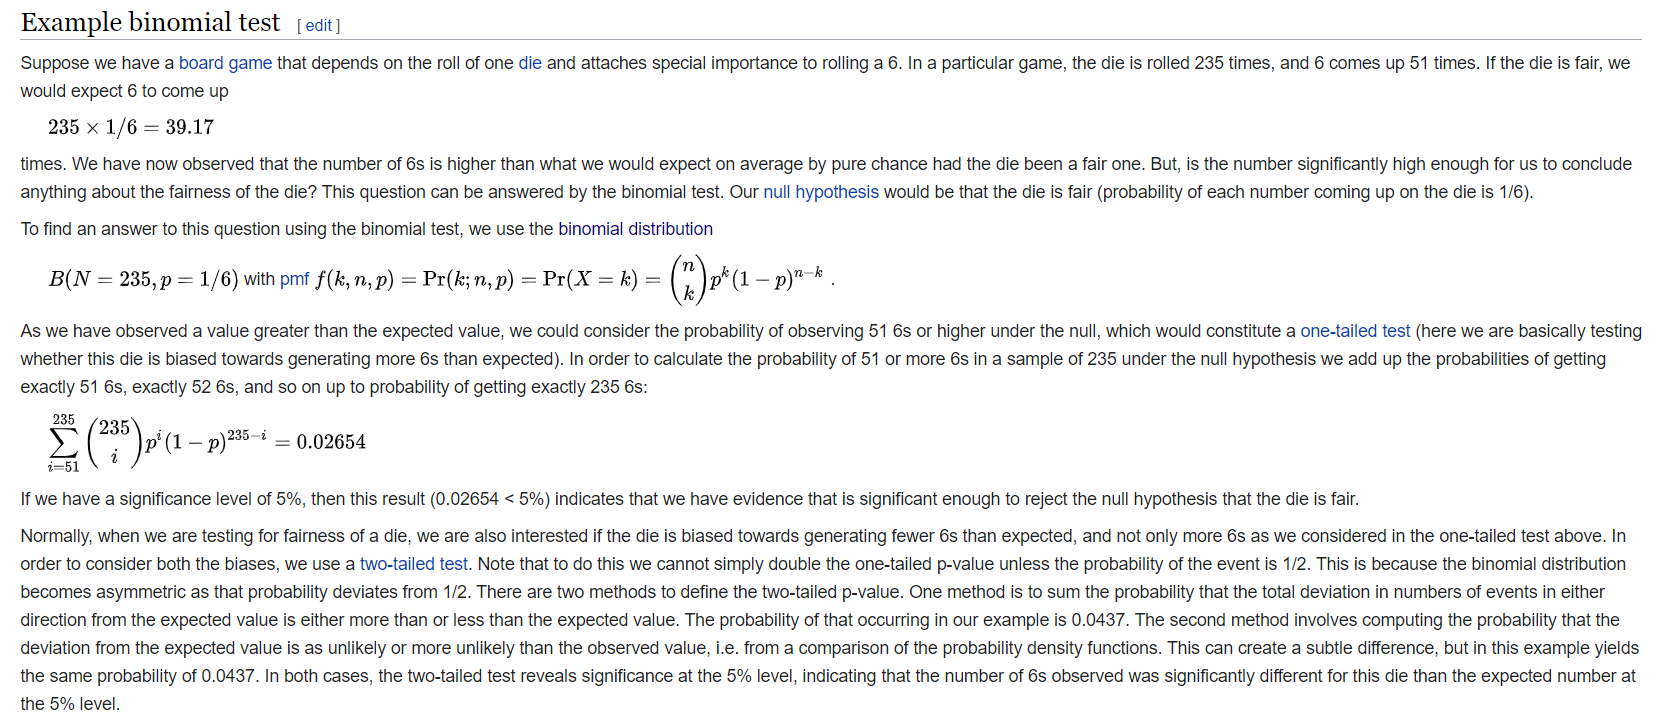 Example binomial test [ edit ]
Suppose we have a board game that depends on the roll of one die and attaches special importance to rolling a 6. In a particular game, the die is rolled 235 times, and 6 comes up 51 times. If the die is fair, we
would expect 6 to come up
235 × 1/6 = 39.17
times. We have now observed that the number of 6s is higher than what we would expect on average by pure chance had the die been a fair one. But, is the number significantly high enough for us to conclude
anything about the fairness of the die? This question can be answered by the binomial test. Our null hypothesis would be that the die is fair (probability of each number coming up on the die is 1/6).
To find an answer to this question using the binomial test, we use the binomial distribution
B(N = 235, p = 1/6) with pmf f(k, n, p) = Pr(k; n, p) = Pr(X = k) = (n k) p^k (1 − p)^{n−k} .
As we have observed a value greater than the expected value, we could consider the probability of observing 51 6s or higher under the null, which would constitute a one-tailed test (here we are basically testing
whether this die is biased towards generating more 6s than expected). In order to calculate the probability of 51 or more 6s in a sample of 235 under the null hypothesis we add up the probabilities of getting
exactly 51 6s, exactly 52 6s, and so on up to probability of getting exactly 235 6s:
∑_{i=51}^{235} (235 i) p^i (1 − p)^{235−i} = 0.02654
If we have a significance level of 5%, then this result (0.02654 < 5%) indicates that we have evidence that is significant enough to reject the null hypothesis that the die is fair.
Normally, when we are testing for fairness of a die, we are also interested if the die is biased towards generating fewer 6s than expected, and not only more 6s as we considered in the one-tailed test above. In
order to consider both the biases, we use a two-tailed test. Note that to do this we cannot simply double the one-tailed p-value unless the probability of the event is 1/2. This is because the binomial distribution
becomes asymmetric as that probability deviates from 1/2. There are two methods to define the two-tailed p-value. One method is to sum the probability that the total deviation in numbers of events in either
direction from the expected value is either more than or less than the expected value. The probability of that occurring in our example is 0.0437. The second method involves computing the probability that the
deviation from the expected value is as unlikely or more unlikely than the observed value, i.e. from a comparison of the probability density functions. This can create a subtle difference, but in this example yields
the same probability of 0.0437. In both cases, the two-tailed test reveals significance at the 5% level, indicating that the number of 6s observed was significantly different for this die than the expected number at
the 5% level.